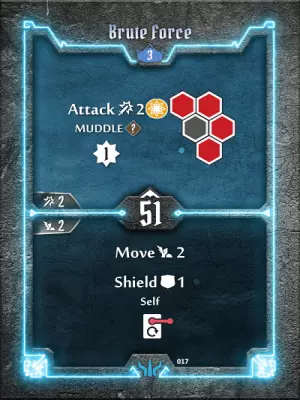 Brute Force
3
Attack 2
MUDDLE ?
1
2
51
2
Move 2
Shield 1
Self
017